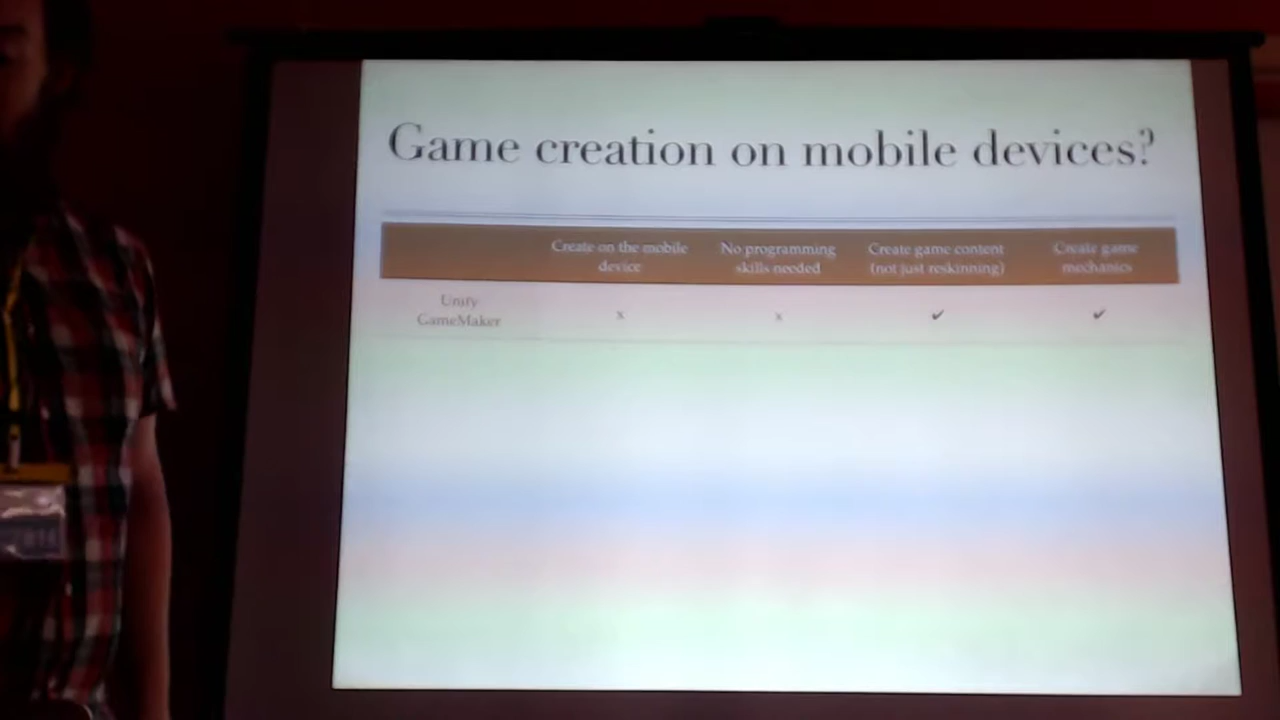 Game creation on mobile devices?
Create on the mobile device
No programming skills needed
Create game content (not just reskinning)
Create game mechanics
Unity GameMaker
x
x
✔
✔